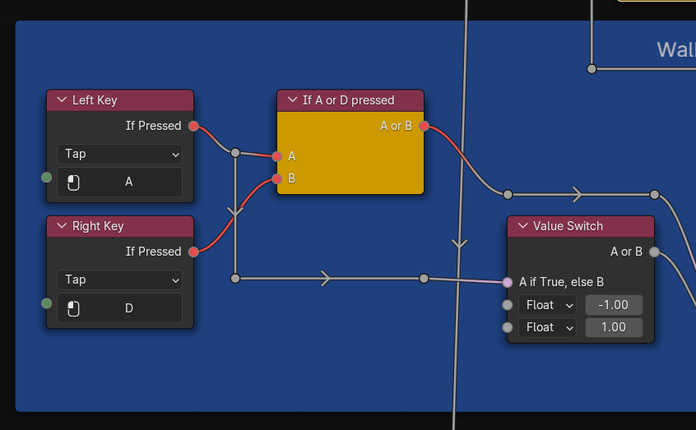 Left Key
If Pressed
Tap
A
Right Key
If Pressed
Tap
D
If A or D pressed
A or B
A
B
Value Switch
A or B
A if True, else B
Float -1.00
Float 1.00